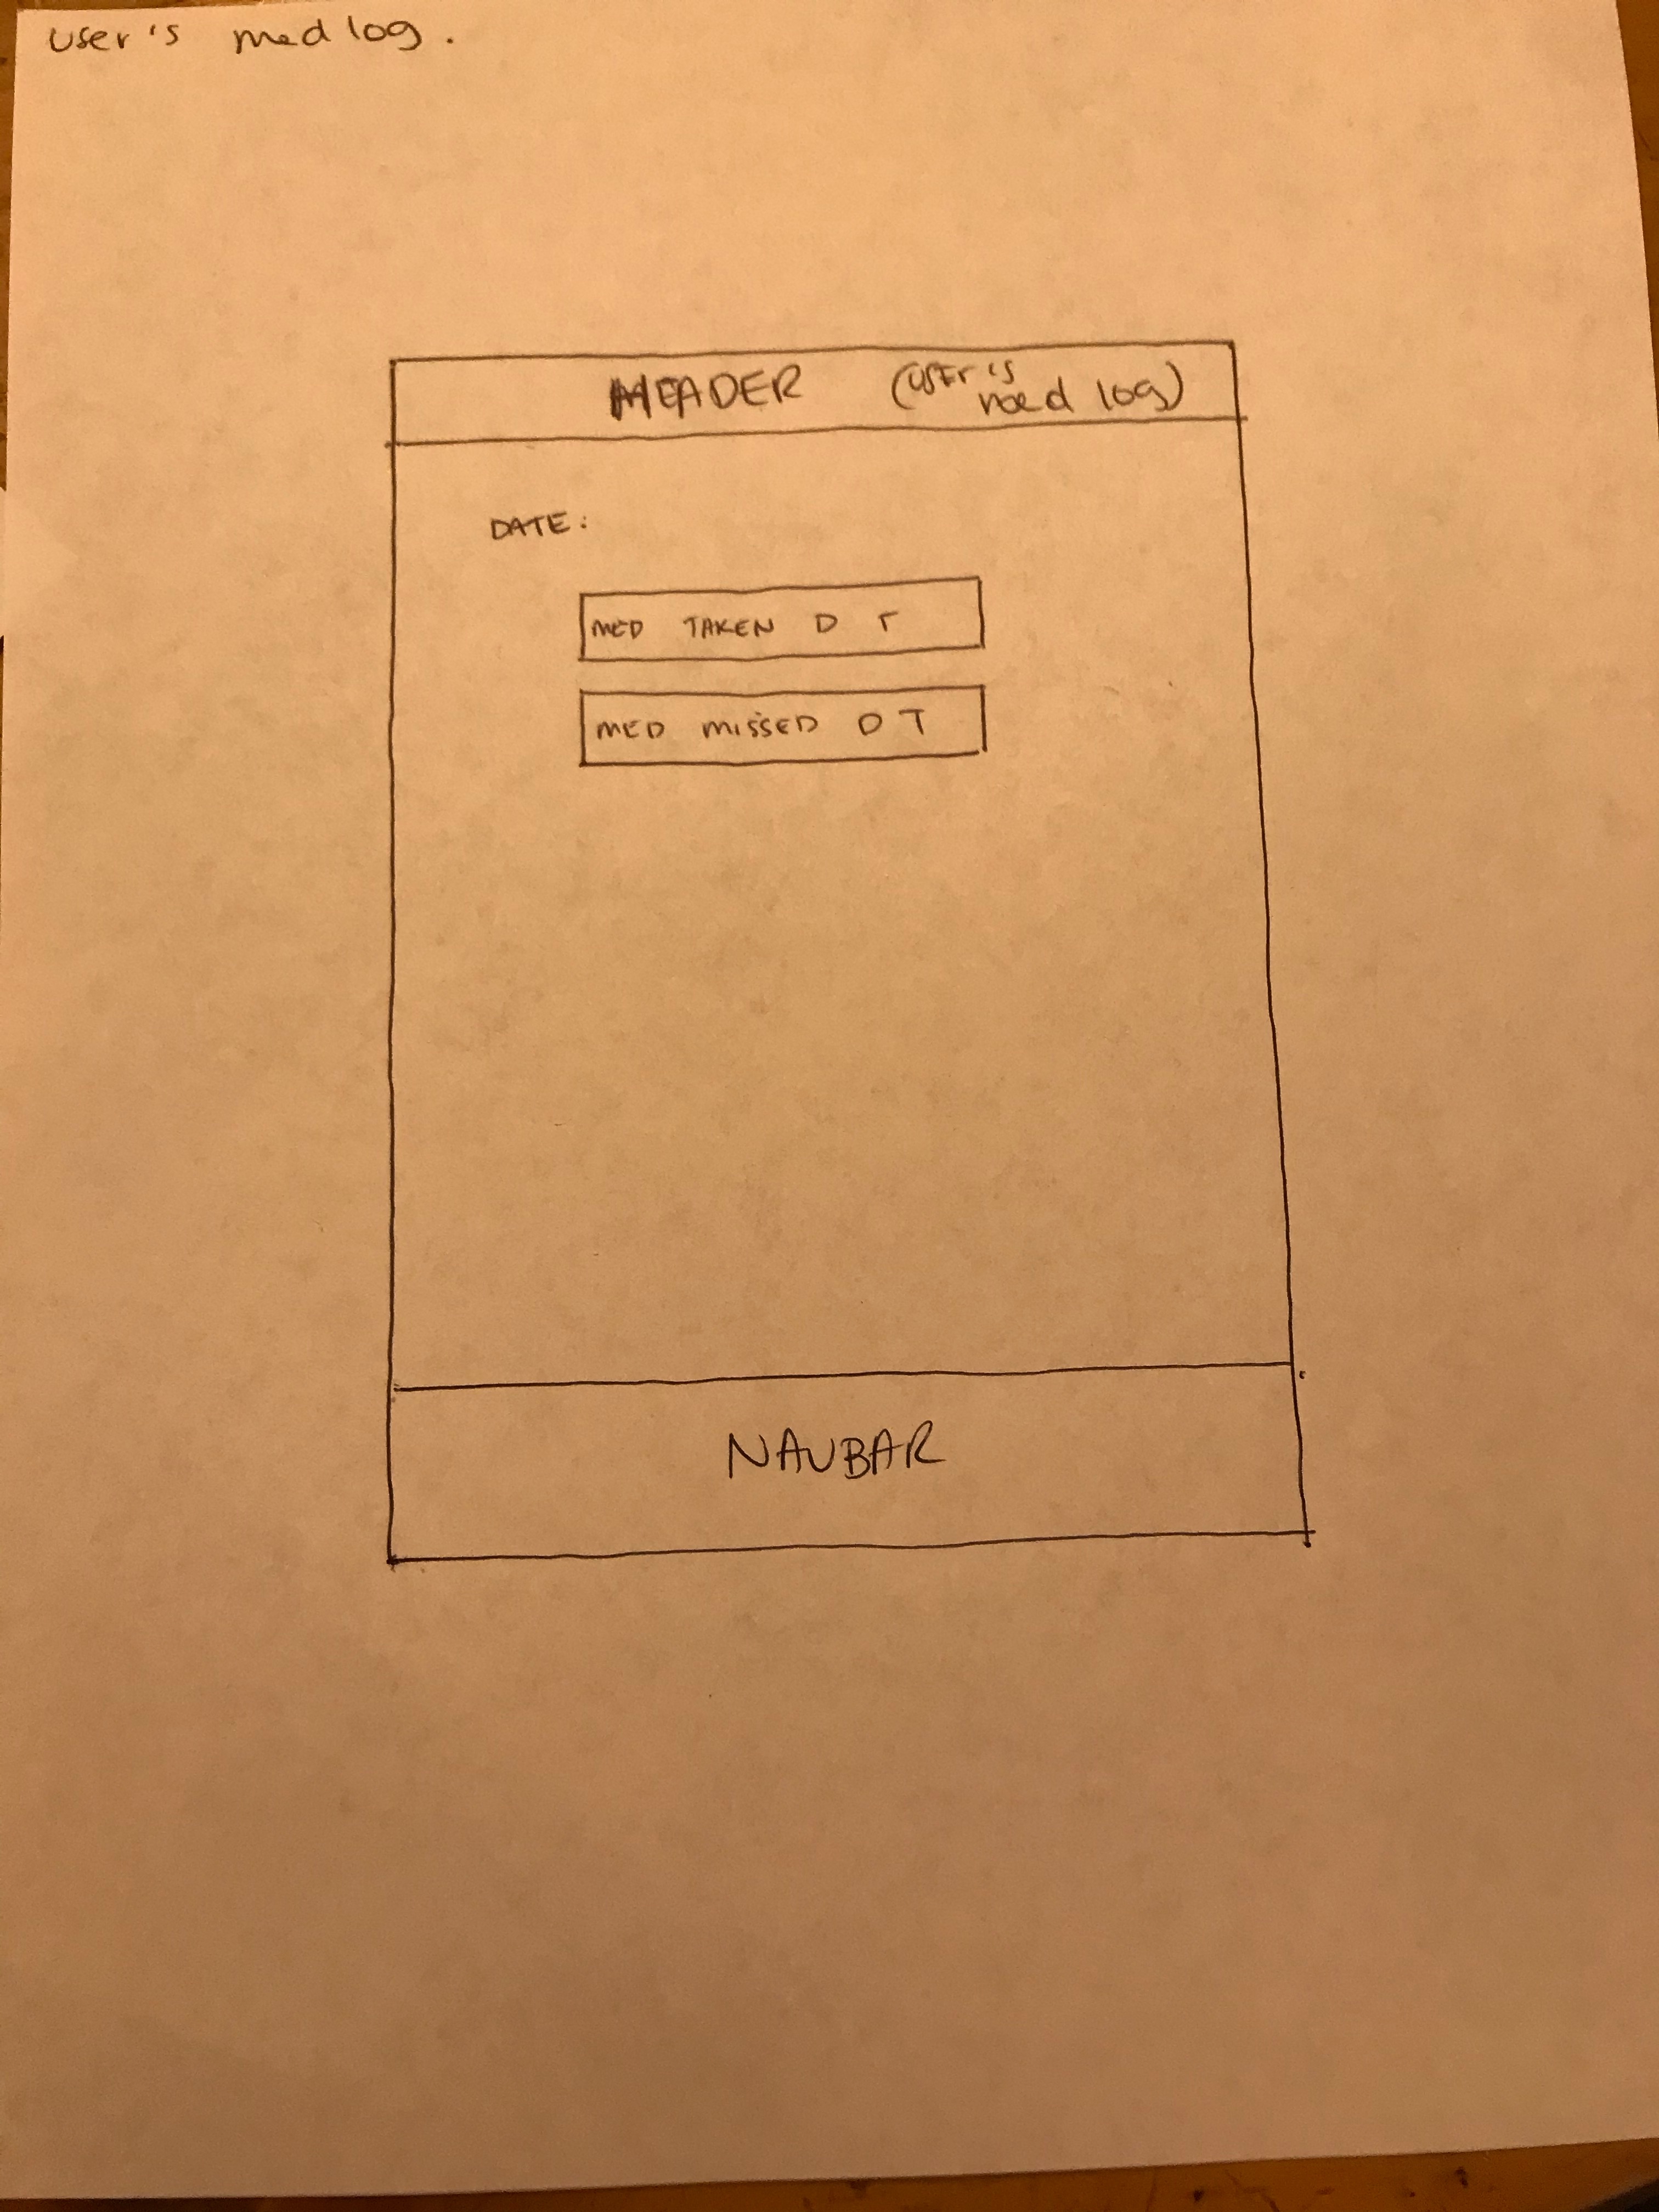 user's med log.
HEADER (user's
med log)
DATE:
MED TAKEN D T
MED MISSED D T
NAVBAR